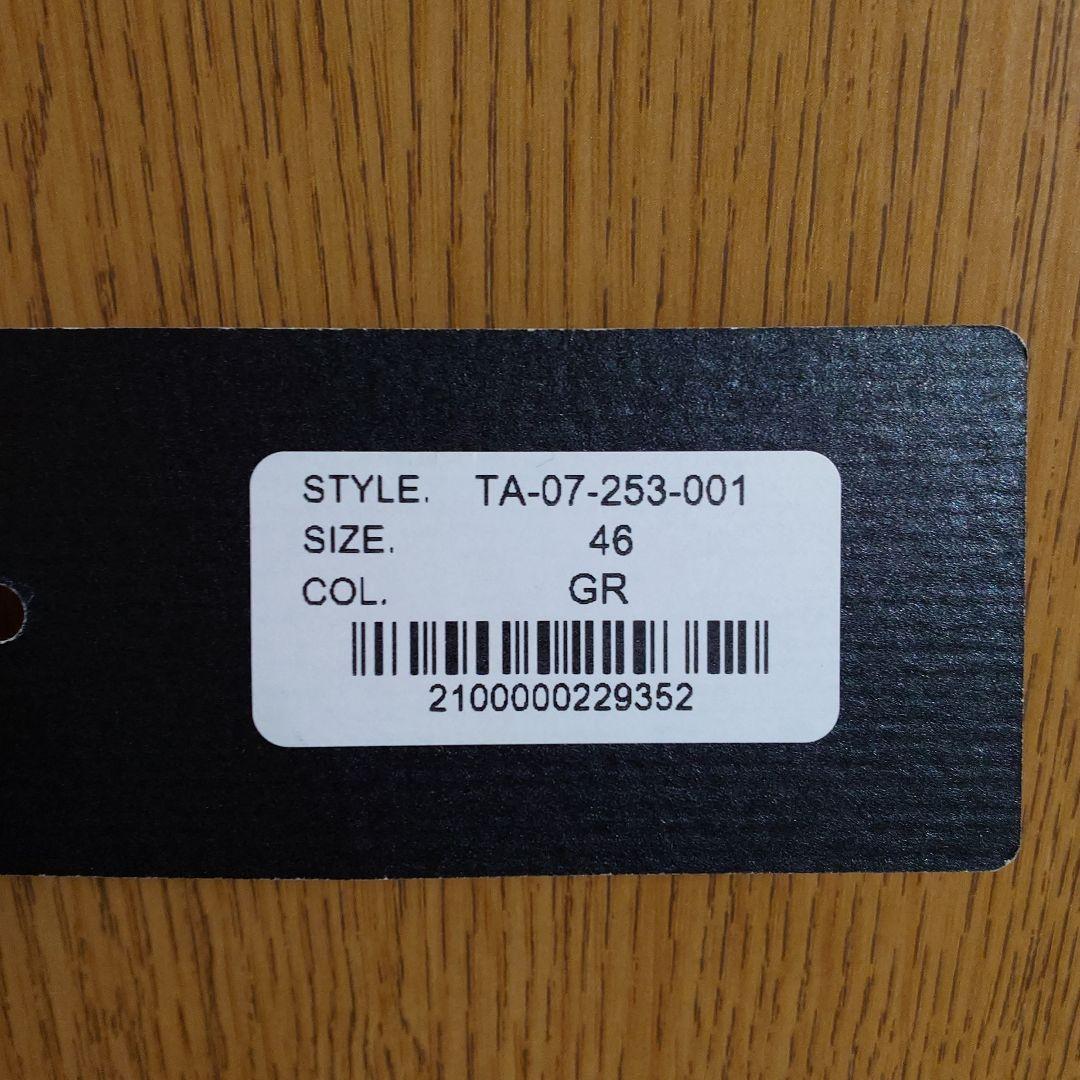 STYLE. TA-07-253-001
SIZE. 46
COL. GR
2100000229352